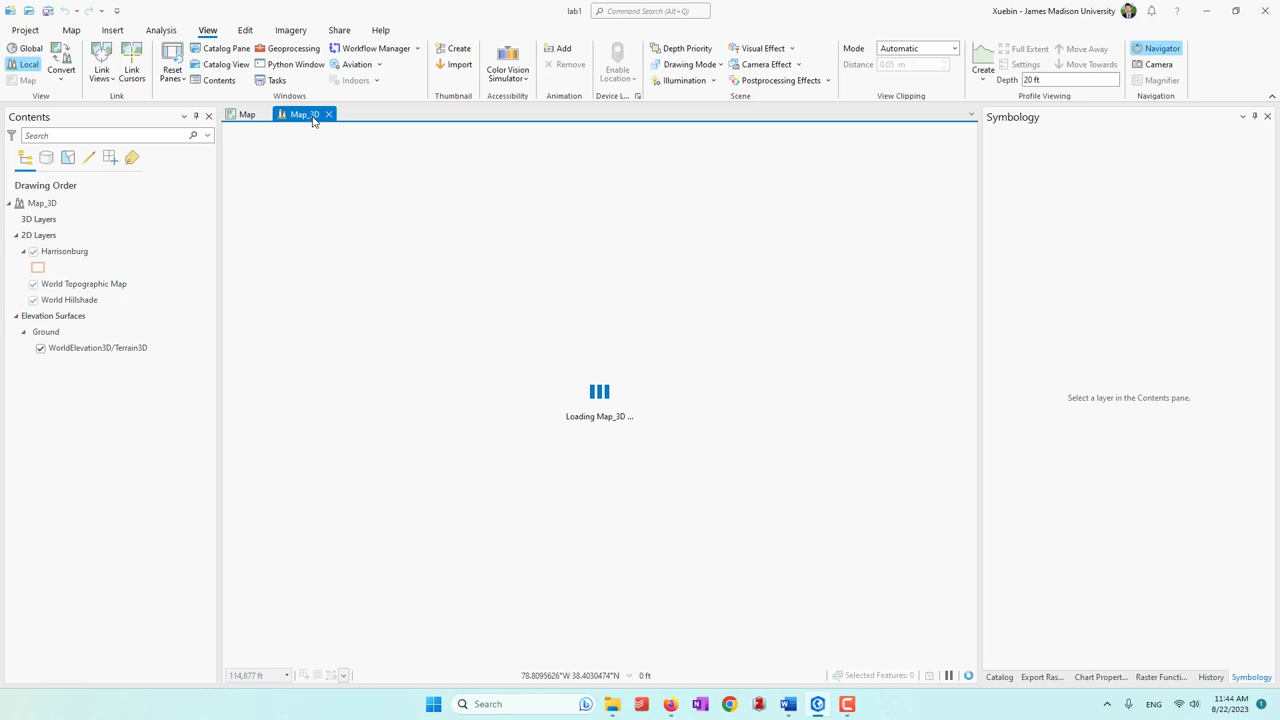 lab1
Command Search (Alt+Q)
Xuebin - James Madison University
Project Map Insert Analysis View Edit Imagery Share Help
Global
Local
Map
View
Convert
Link Views
Link Cursors
Link
Reset Panes
Catalog Pane
Catalog View
Contents
Geoprocessing
Python Window
Tasks
Workflow Manager
Aviation
Indoors
Windows
Create
Import
Thumbnail
Color Vision Simulator
Accessibility
Add
Remove
Animation
Enable Location
Device L...
Depth Priority
Drawing Mode
Illumination
Visual Effect
Camera Effect
Postprocessing Effects
Scene
Mode Automatic
Distance 0.05 m
View Clipping
Create
Full Extent
Settings
Move Away
Move Towards
Depth 20 ft
Profile Viewing
Navigator
Camera
Magnifier
Navigation
Contents
Search
Drawing Order
Map_3D
3D Layers
2D Layers
Harrisonburg
World Topographic Map
World Hillshade
Elevation Surfaces
Ground
WorldElevation3D/Terrain3D
Map Map_3D
Loading Map_3D ...
114,877 ft
78.8095626°W 38.4030474°N 0 ft
Selected Features: 0
Symbology
Select a layer in the Contents pane.
Catalog Export Ras... Chart Propert... Raster Functi... History Symbology
Search
ENG
11:44 AM
8/22/2023